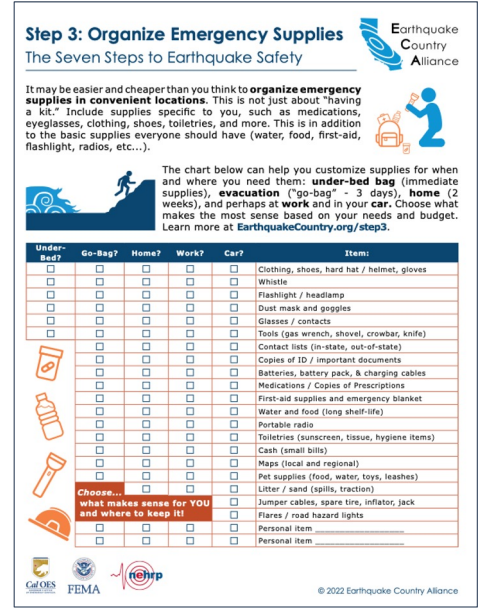 Step 3: Organize Emergency Supplies
The Seven Steps to Earthquake Safety
Earthquake
Country
Alliance
It may be easier and cheaper than you think to organize emergency
supplies in convenient locations. This is not just about “having
a kit.” Include supplies specific to you, such as medications,
eyeglasses, clothing, shoes, toiletries, and more. This is in addition
to the basic supplies everyone should have (water, food, first-aid,
flashlight, radios, etc...).
The chart below can help you customize supplies for when
and where you need them: under-bed bag (immediate
supplies), evacuation (“go-bag” - 3 days), home (2
weeks), and perhaps at work and in your car. Choose what
makes the most sense based on your needs and budget.
Learn more at EarthquakeCountry.org/step3.
Under-
Bed?
Go-Bag? Home? Work? Car? Item:
Clothing, shoes, hard hat / helmet, gloves
Whistle
Flashlight / headlamp
Dust mask and goggles
Glasses / contacts
Tools (gas wrench, shovel, crowbar, knife)
Contact lists (in-state, out-of-state)
Copies of ID / important documents
Batteries, battery pack, & charging cables
Medications / Copies of Prescriptions
First-aid supplies and emergency blanket
Water and food (long shelf-life)
Portable radio
Toiletries (sunscreen, tissue, hygiene items)
Cash (small bills)
Maps (local and regional)
Pet supplies (food, water, toys, leashes)
Litter / sand (spills, traction)
Jumper cables, spare tire, inflator, jack
Flares / road hazard lights
Personal item ____________________
Personal item ____________________
Choose...
what makes sense for YOU
and where to keep it!
Cal OES
FEMA
nehrp
© 2022 Earthquake Country Alliance